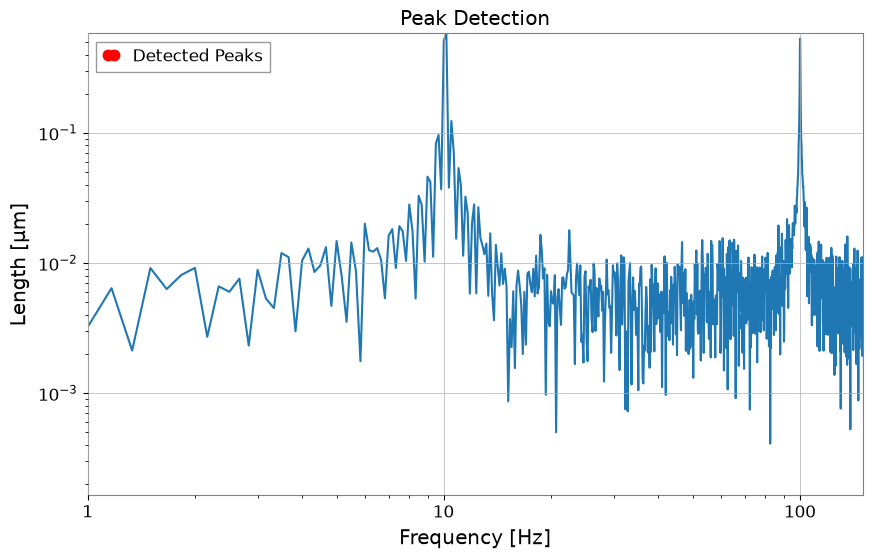 Peak Detection
Detected Peaks
10⁻¹
10⁻²
10⁻³
Length [μm]
1
10
100
Frequency [Hz]